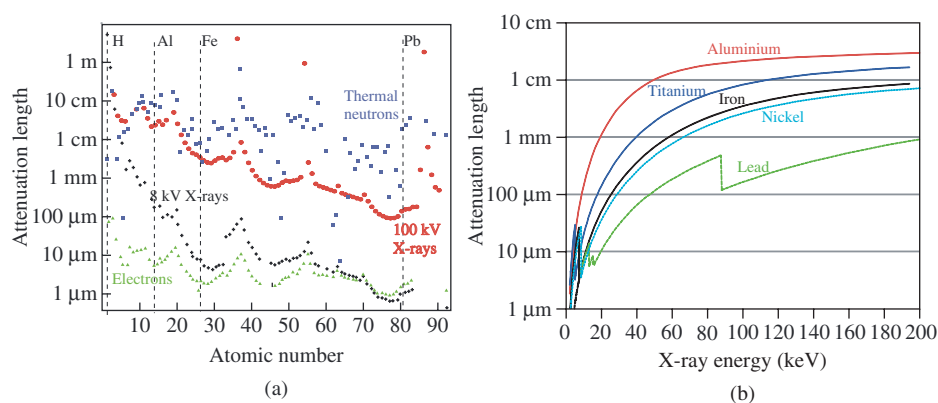 H Al Fe Pb
1 m
10 cm
1 cm
1 mm
100 µm
10 µm
1 µm
Attenuation length
Thermal
neutrons
8 kV X-rays
100 kV
X-rays
Electrons
10 20 30 40 50 60 70 80 90
Atomic number
(a)
10 cm
1 cm
1 mm
100 µm
10 µm
1 µm
Attenuation length
Aluminium
Titanium
Iron
Nickel
Lead
0 20 40 60 80 100 120 140 160 180 200
X-ray energy (keV)
(b)